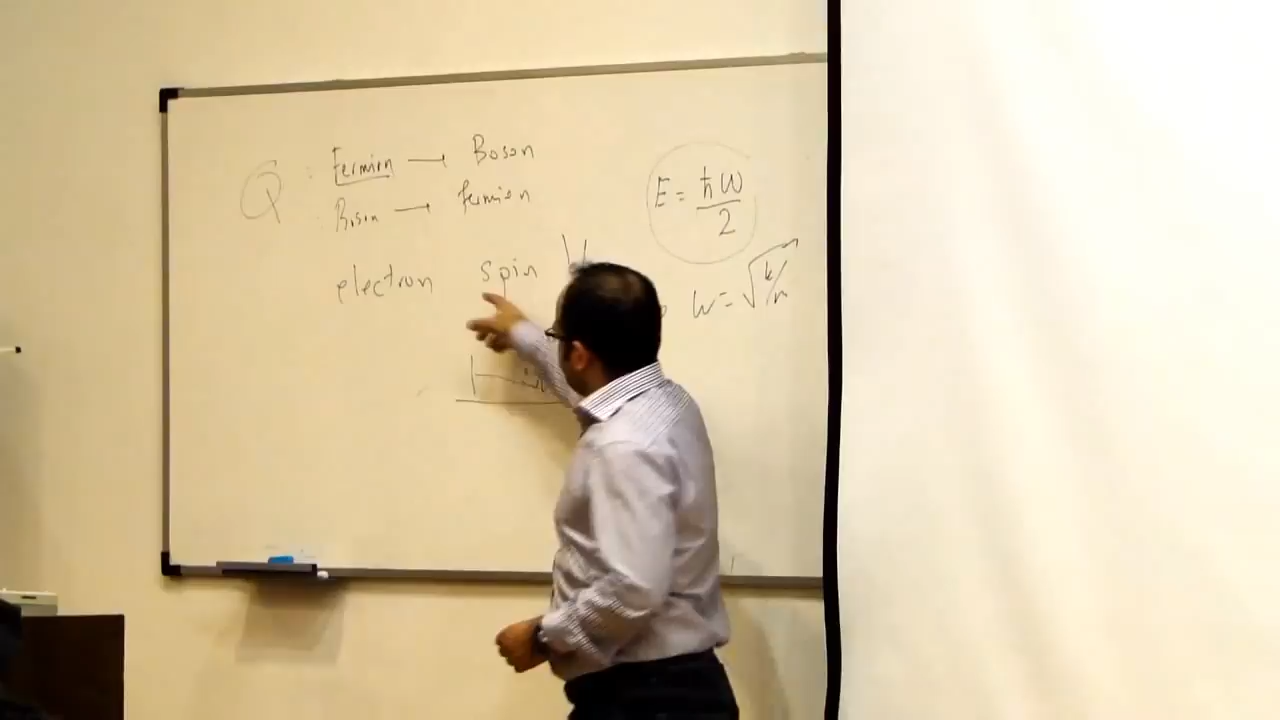 Q : Fermion → Boson
: Boson → fermion
electron spin
E = ħω/2
ω = √k/m